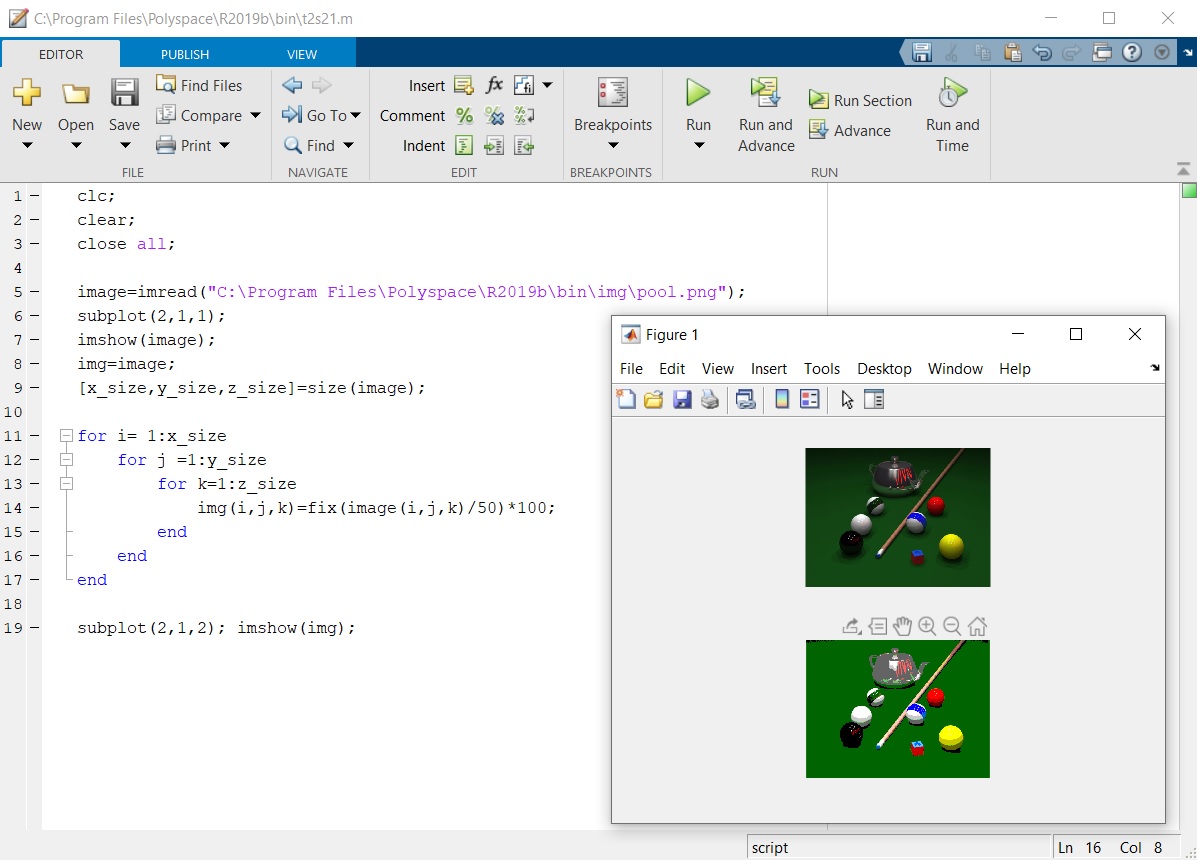 C:\Program Files\Polyspace\R2019b\bin\t2s21.m
EDITOR PUBLISH VIEW
New Open Save
Find Files
Compare
Print
FILE
Go To
Find
NAVIGATE
Insert fx
Comment
Indent
EDIT
Breakpoints
BREAKPOINTS
Run
Run and Advance
Run Section
Advance
Run and Time
RUN
1 clc;
2 clear;
3 close all;
4
5 image=imread("C:\Program Files\Polyspace\R2019b\bin\img\pool.png");
6 subplot(2,1,1);
7 imshow(image);
8 img=image;
9 [x_size,y_size,z_size]=size(image);
10
11 for i= 1:x_size
12 for j =1:y_size
13 for k=1:z_size
14 img(i,j,k)=fix(image(i,j,k)/50)*100;
15 end
16 end
17 end
18
19 subplot(2,1,2); imshow(img);
Figure 1
File Edit View Insert Tools Desktop Window Help
script Ln 16 Col 8